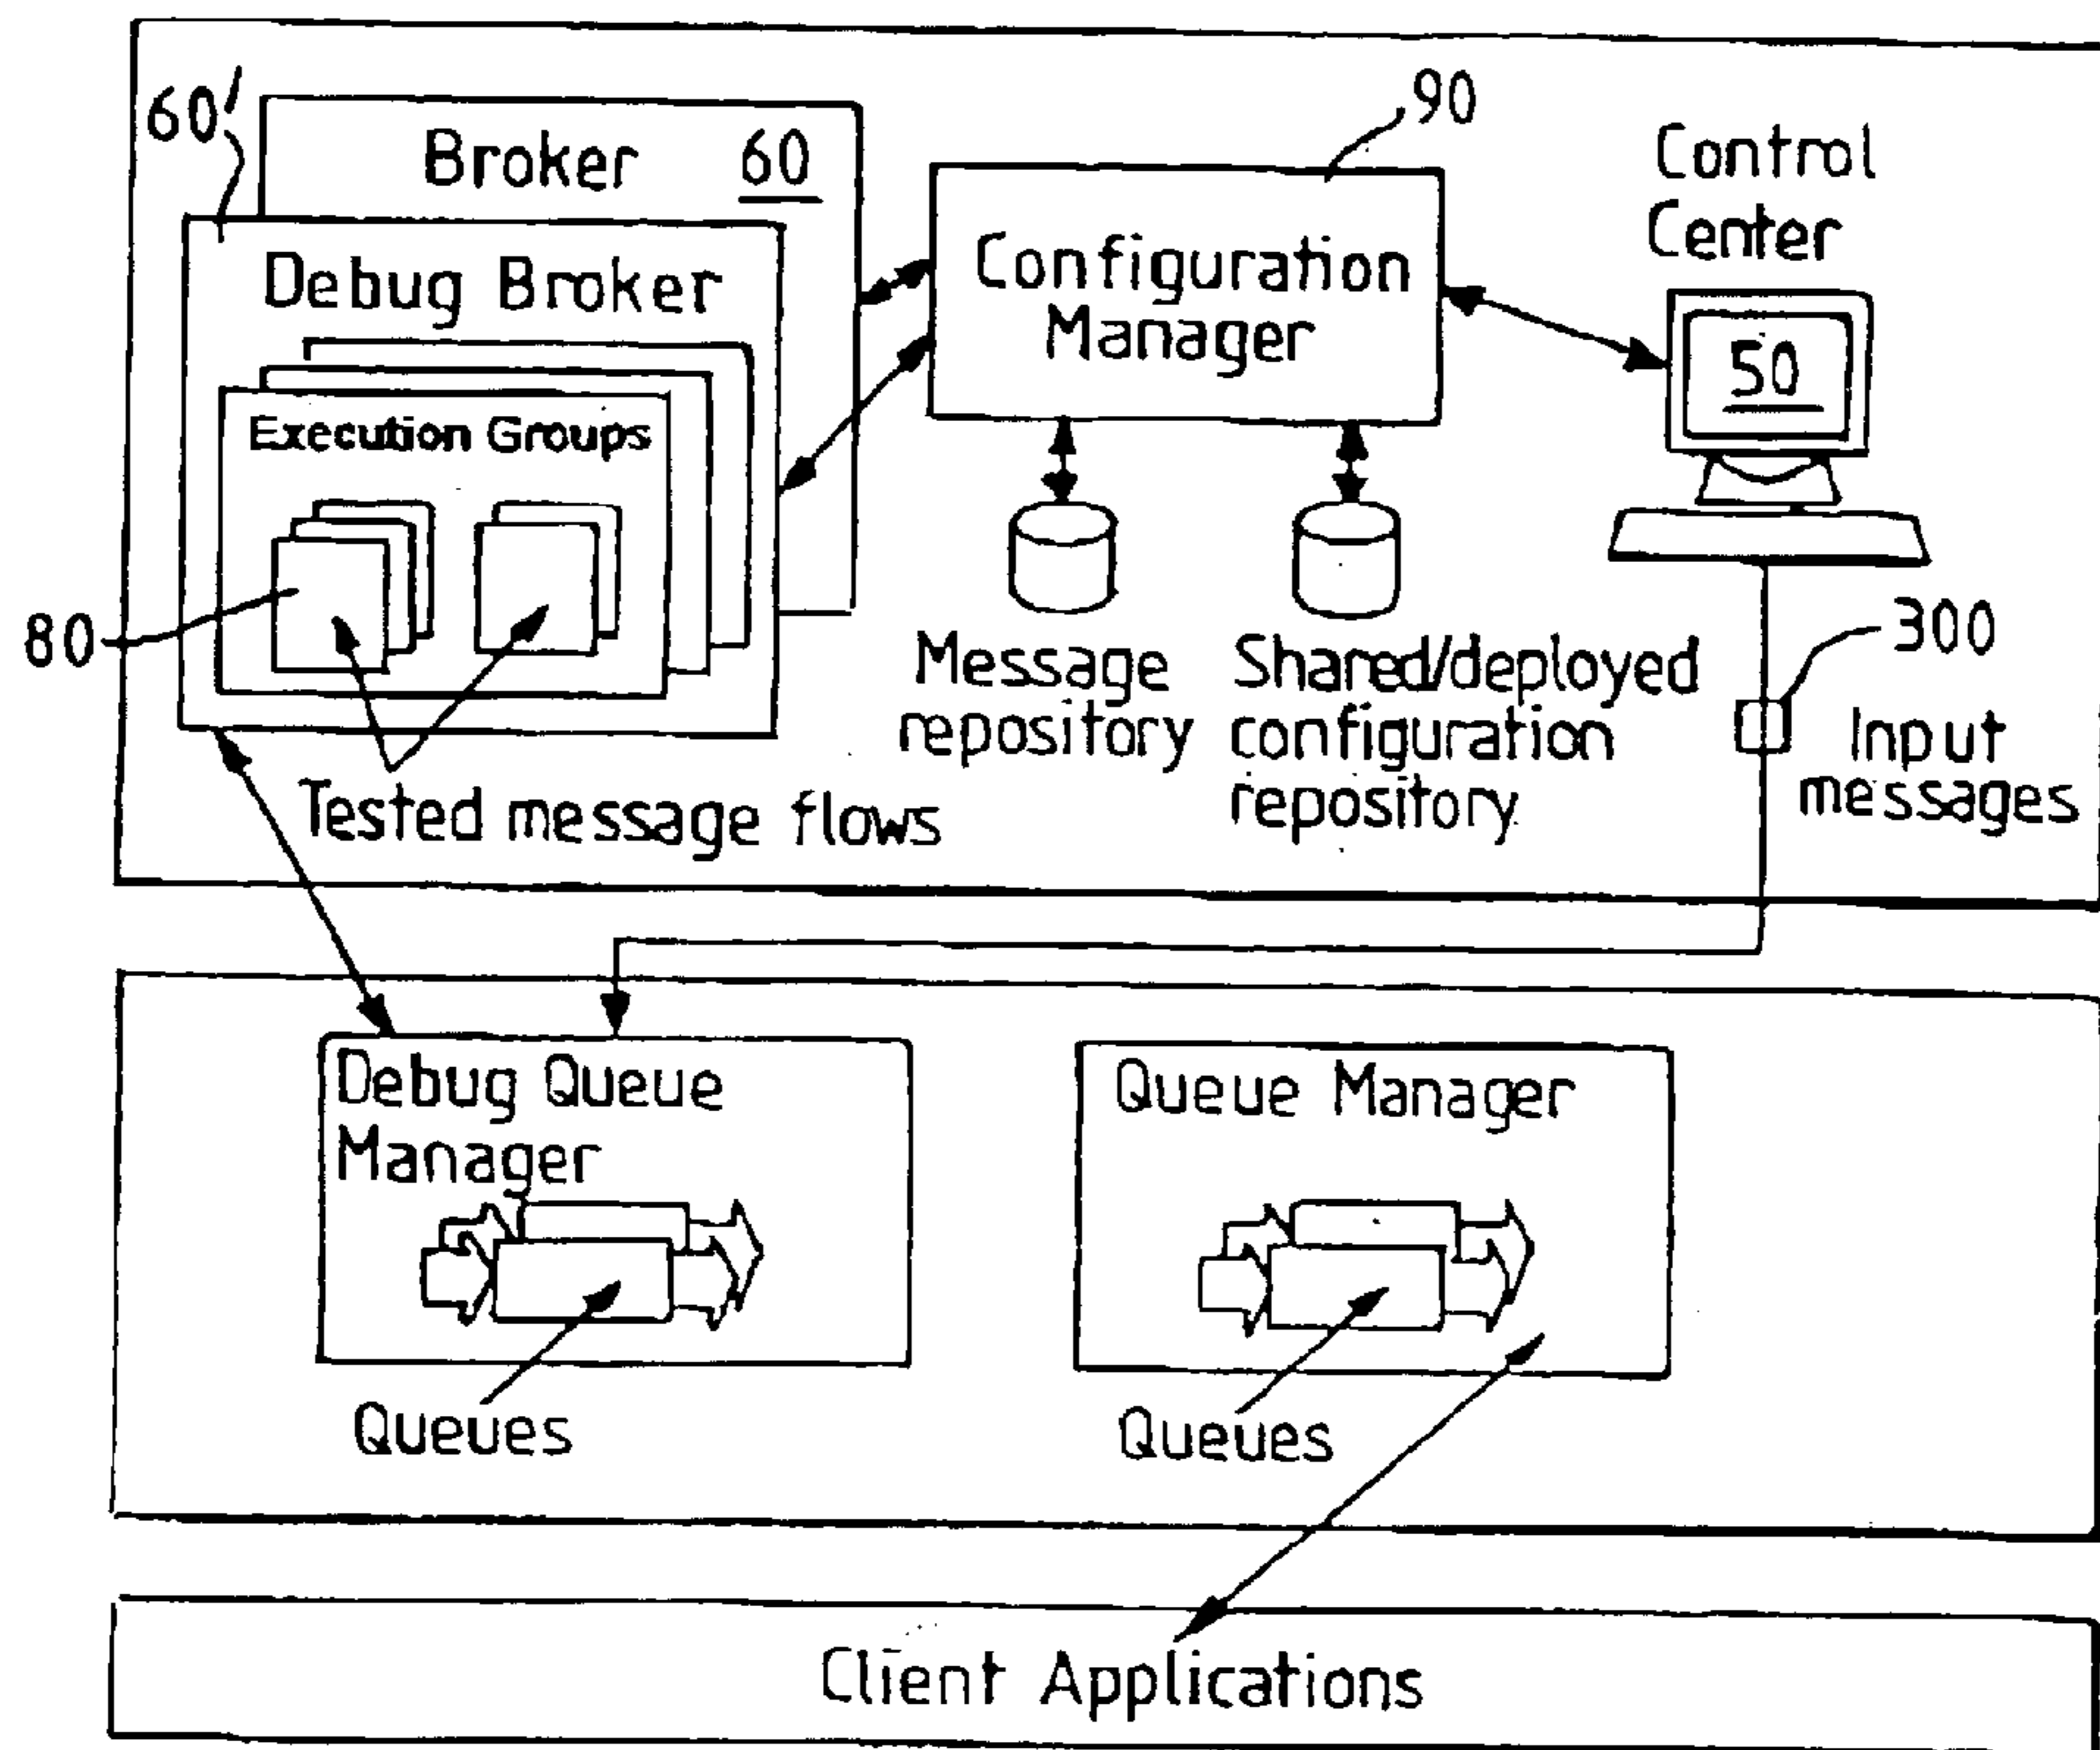 60'
Broker 60
90
Control
Center
Debug Broker
Configuration
Manager
50
Execution Groups
80
300
Message
repository
Shared/deployed
configuration
repository
Input
messages
Tested message flows
Debug Queue
Manager
Queue Manager
Queues
Queues
Client Applications